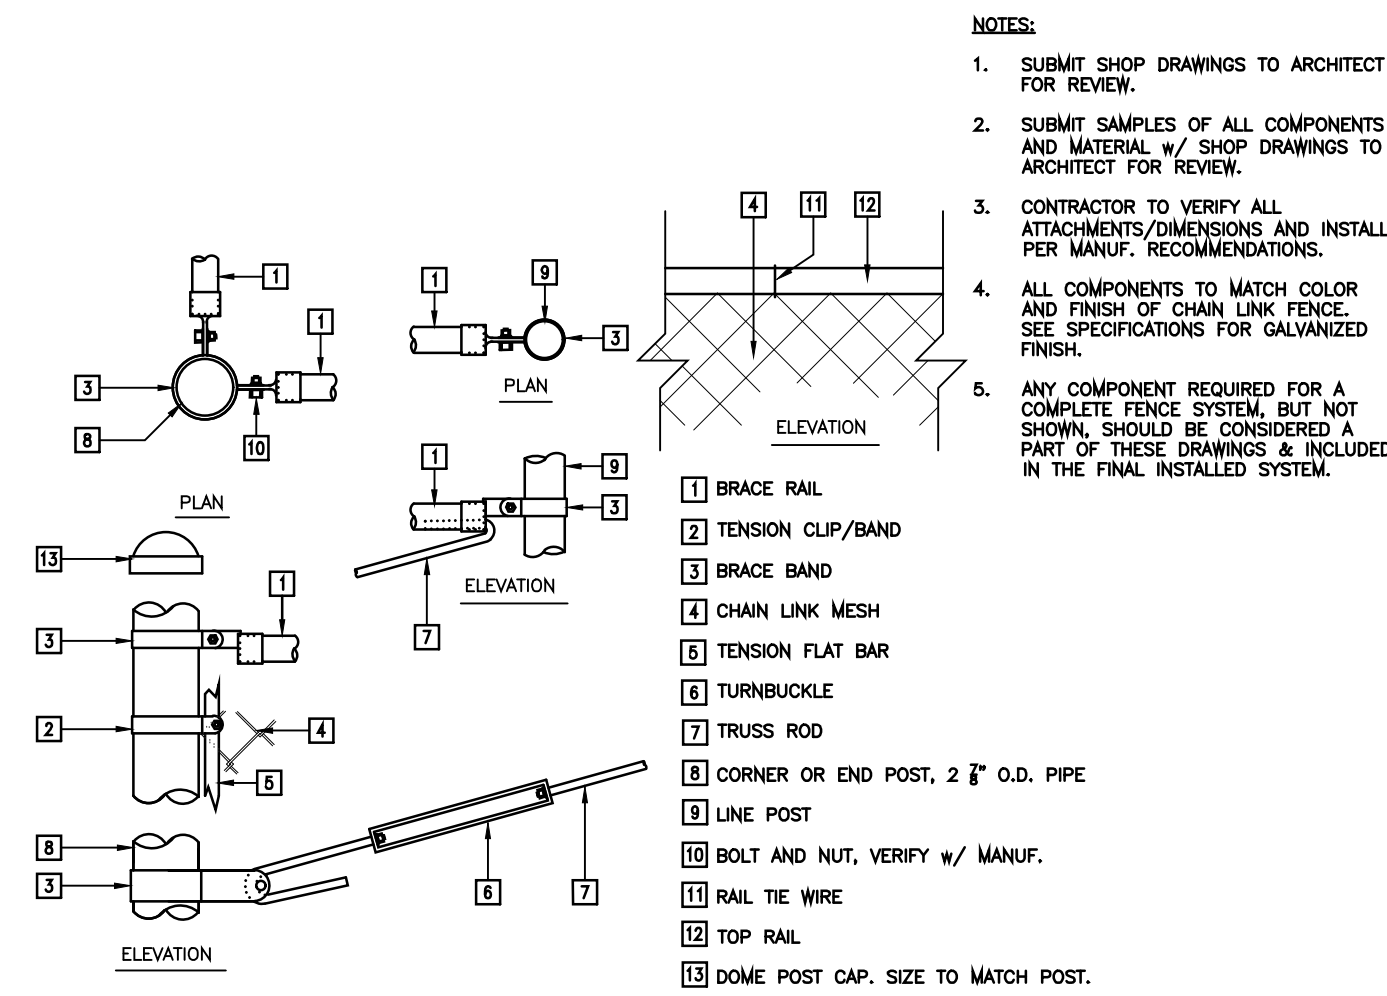 NOTES:
1. SUBMIT SHOP DRAWINGS TO ARCHITECT
FOR REVIEW.
2. SUBMIT SAMPLES OF ALL COMPONENTS
AND MATERIAL w/ SHOP DRAWINGS TO
ARCHITECT FOR REVIEW.
3. CONTRACTOR TO VERIFY ALL
ATTACHMENTS/DIMENSIONS AND INSTALL
PER MANUF. RECOMMENDATIONS.
4. ALL COMPONENTS TO MATCH COLOR
AND FINISH OF CHAIN LINK FENCE.
SEE SPECIFICATIONS FOR GALVANIZED
FINISH.
5. ANY COMPONENT REQUIRED FOR A
COMPLETE FENCE SYSTEM, BUT NOT
SHOWN, SHOULD BE CONSIDERED A
PART OF THESE DRAWINGS & INCLUDED
IN THE FINAL INSTALLED SYSTEM.
1
1
3
8
10
PLAN
1
9
3
PLAN
4 11 12
ELEVATION
1
9
3
7
ELEVATION
13
1
3
2
4
5
8
3
6
7
ELEVATION
1 BRACE RAIL
2 TENSION CLIP/BAND
3 BRACE BAND
4 CHAIN LINK MESH
5 TENSION FLAT BAR
6 TURNBUCKLE
7 TRUSS ROD
8 CORNER OR END POST, 2 7/8" O.D. PIPE
9 LINE POST
10 BOLT AND NUT, VERIFY w/ MANUF.
11 RAIL TIE WIRE
12 TOP RAIL
13 DOME POST CAP. SIZE TO MATCH POST.